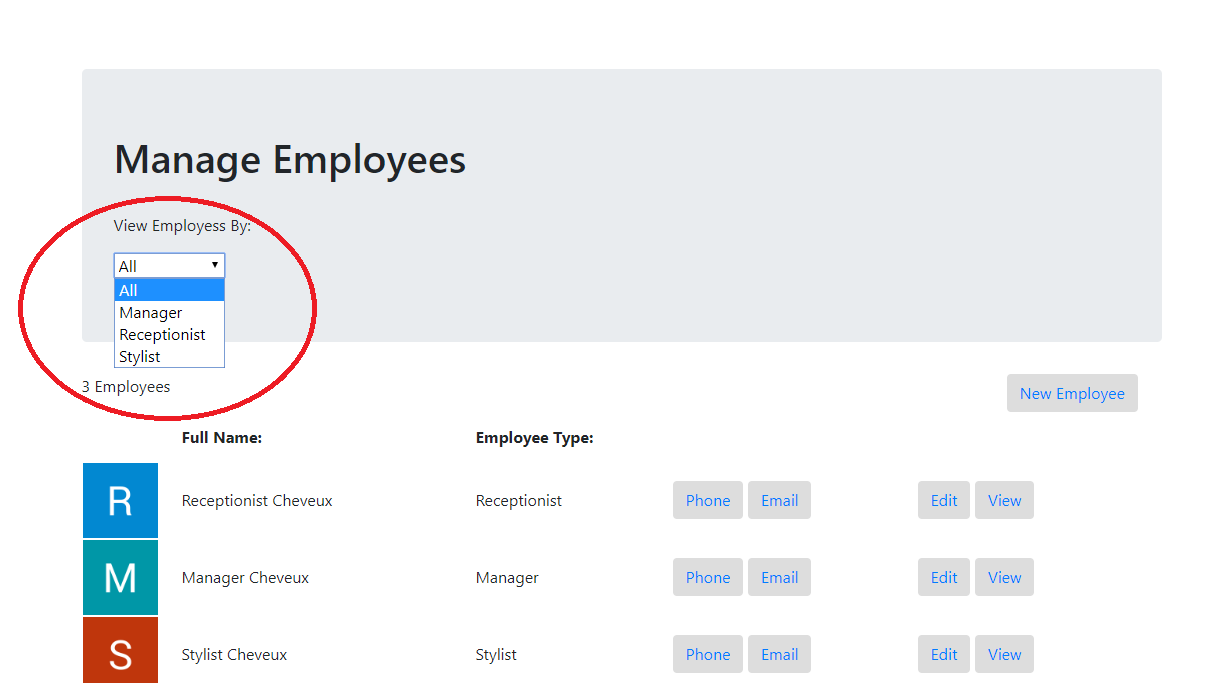 Manage Employees
View Employess By:
All
All
Manager
Receptionist
Stylist
3 Employees
New Employee
Full Name: Employee Type:
R Receptionist Cheveux Receptionist Phone Email Edit View
M Manager Cheveux Manager Phone Email Edit View
S Stylist Cheveux Stylist Phone Email Edit View